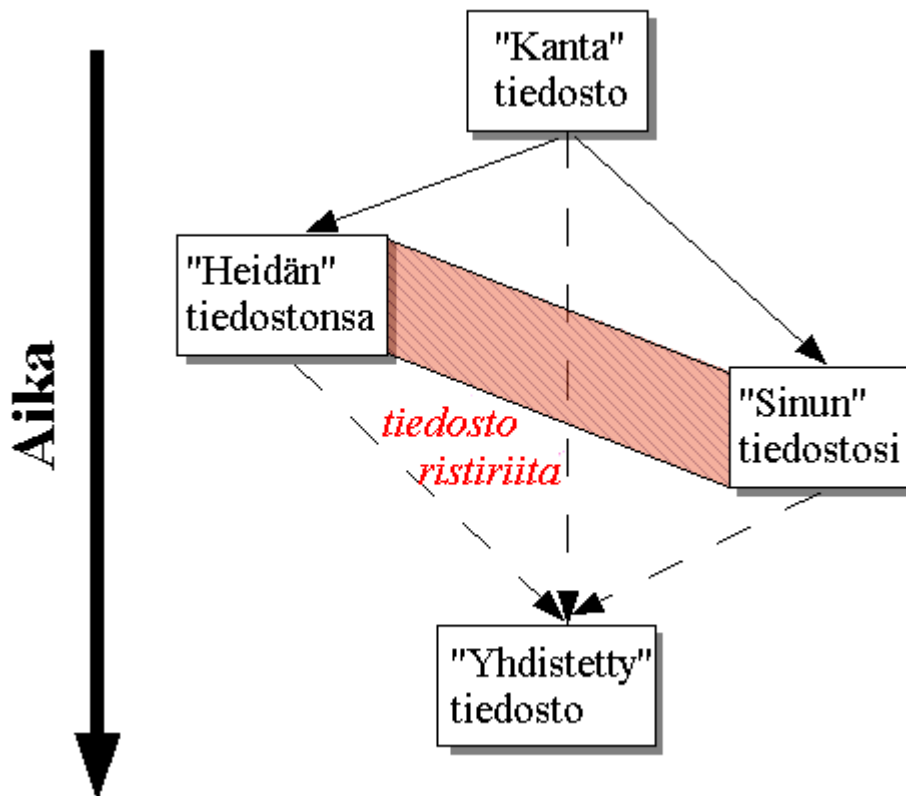 "Kanta"
tiedosto
"Heidän"
tiedostonsa
"Sinun"
tiedostosi
tiedosto
ristiriita
"Yhdistetty"
tiedosto
Aika